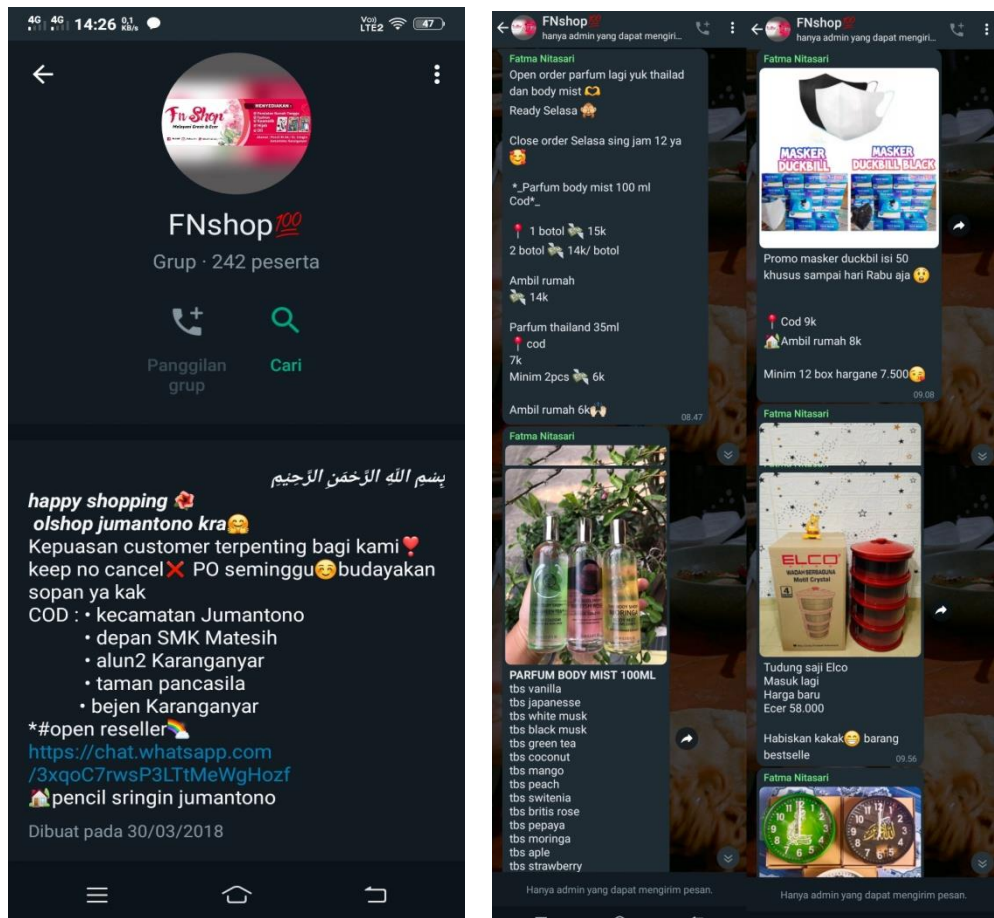 4G 4G 14:26 0,1 KB/s
Vo) LTE2 47
Fn Shop
MENYEDIAKAN :
FNshop💯
Grup · 242 peserta
Panggilan grup
Cari
بِسْمِ اللهِ الرَّحْمَنِ الرَّحِيْمِ
happy shopping 🌺
olshop jumantono kra🤗
Kepuasan customer terpenting bagi kami❣️
keep no cancel❌ PO seminggu☺️budayakan
sopan ya kak
COD : • kecamatan Jumantono
• depan SMK Matesih
• alun2 Karanganyar
• taman pancasila
• bejen Karanganyar
*#open reseller🌈
https://chat.whatsapp.com
/3xqoC7rwsP3LTtMeWgHozf
🏠pencil sringin jumantono
Dibuat pada 30/03/2018
FNshop💯
hanya admin yang dapat mengiri...
Fatma Nitasari
Open order parfum lagi yuk thailad
dan body mist 🫶
Ready Selasa 🙈
Close order Selasa sing jam 12 ya
🥰
*_Parfum body mist 100 ml
Cod*_
📍 1 botol 💸 15k
2 botol 💸 14k/ botol
Ambil rumah
💸 14k
Parfum thailand 35ml
📍 cod
7k
Minim 2pcs 💸 6k
Ambil rumah 6k🙌🏻
08.47
Fatma Nitasari
PARFUM BODY MIST 100ML
tbs vanilla
tbs japanesse
tbs white musk
tbs black musk
tbs green tea
tbs coconut
tbs mango
tbs peach
tbs switenia
tbs britis rose
tbs pepaya
tbs moringa
tbs aple
tbs strawberry
Hanya admin yang dapat mengirim pesan.
FNshop💯
hanya admin yang dapat mengiri...
Fatma Nitasari
MASKER DUCKBILL
MASKER DUCKBILL BLACK
Promo masker duckbil isi 50
khusus sampai hari Rabu aja 😲
📍 Cod 9k
🏠Ambil rumah 8k
Minim 12 box hargane 7.500😘
09.08
Fatma Nitasari
ELCO
WADAH SERBAGUNA
Motif Crystal
4
Tudung saji Elco
Masuk lagi
Harga baru
Ecer 58.000
Habiskan kakak😁 barang
bestselle
09.56
Fatma Nitasari
Hanya admin yang dapat mengirim pesan.